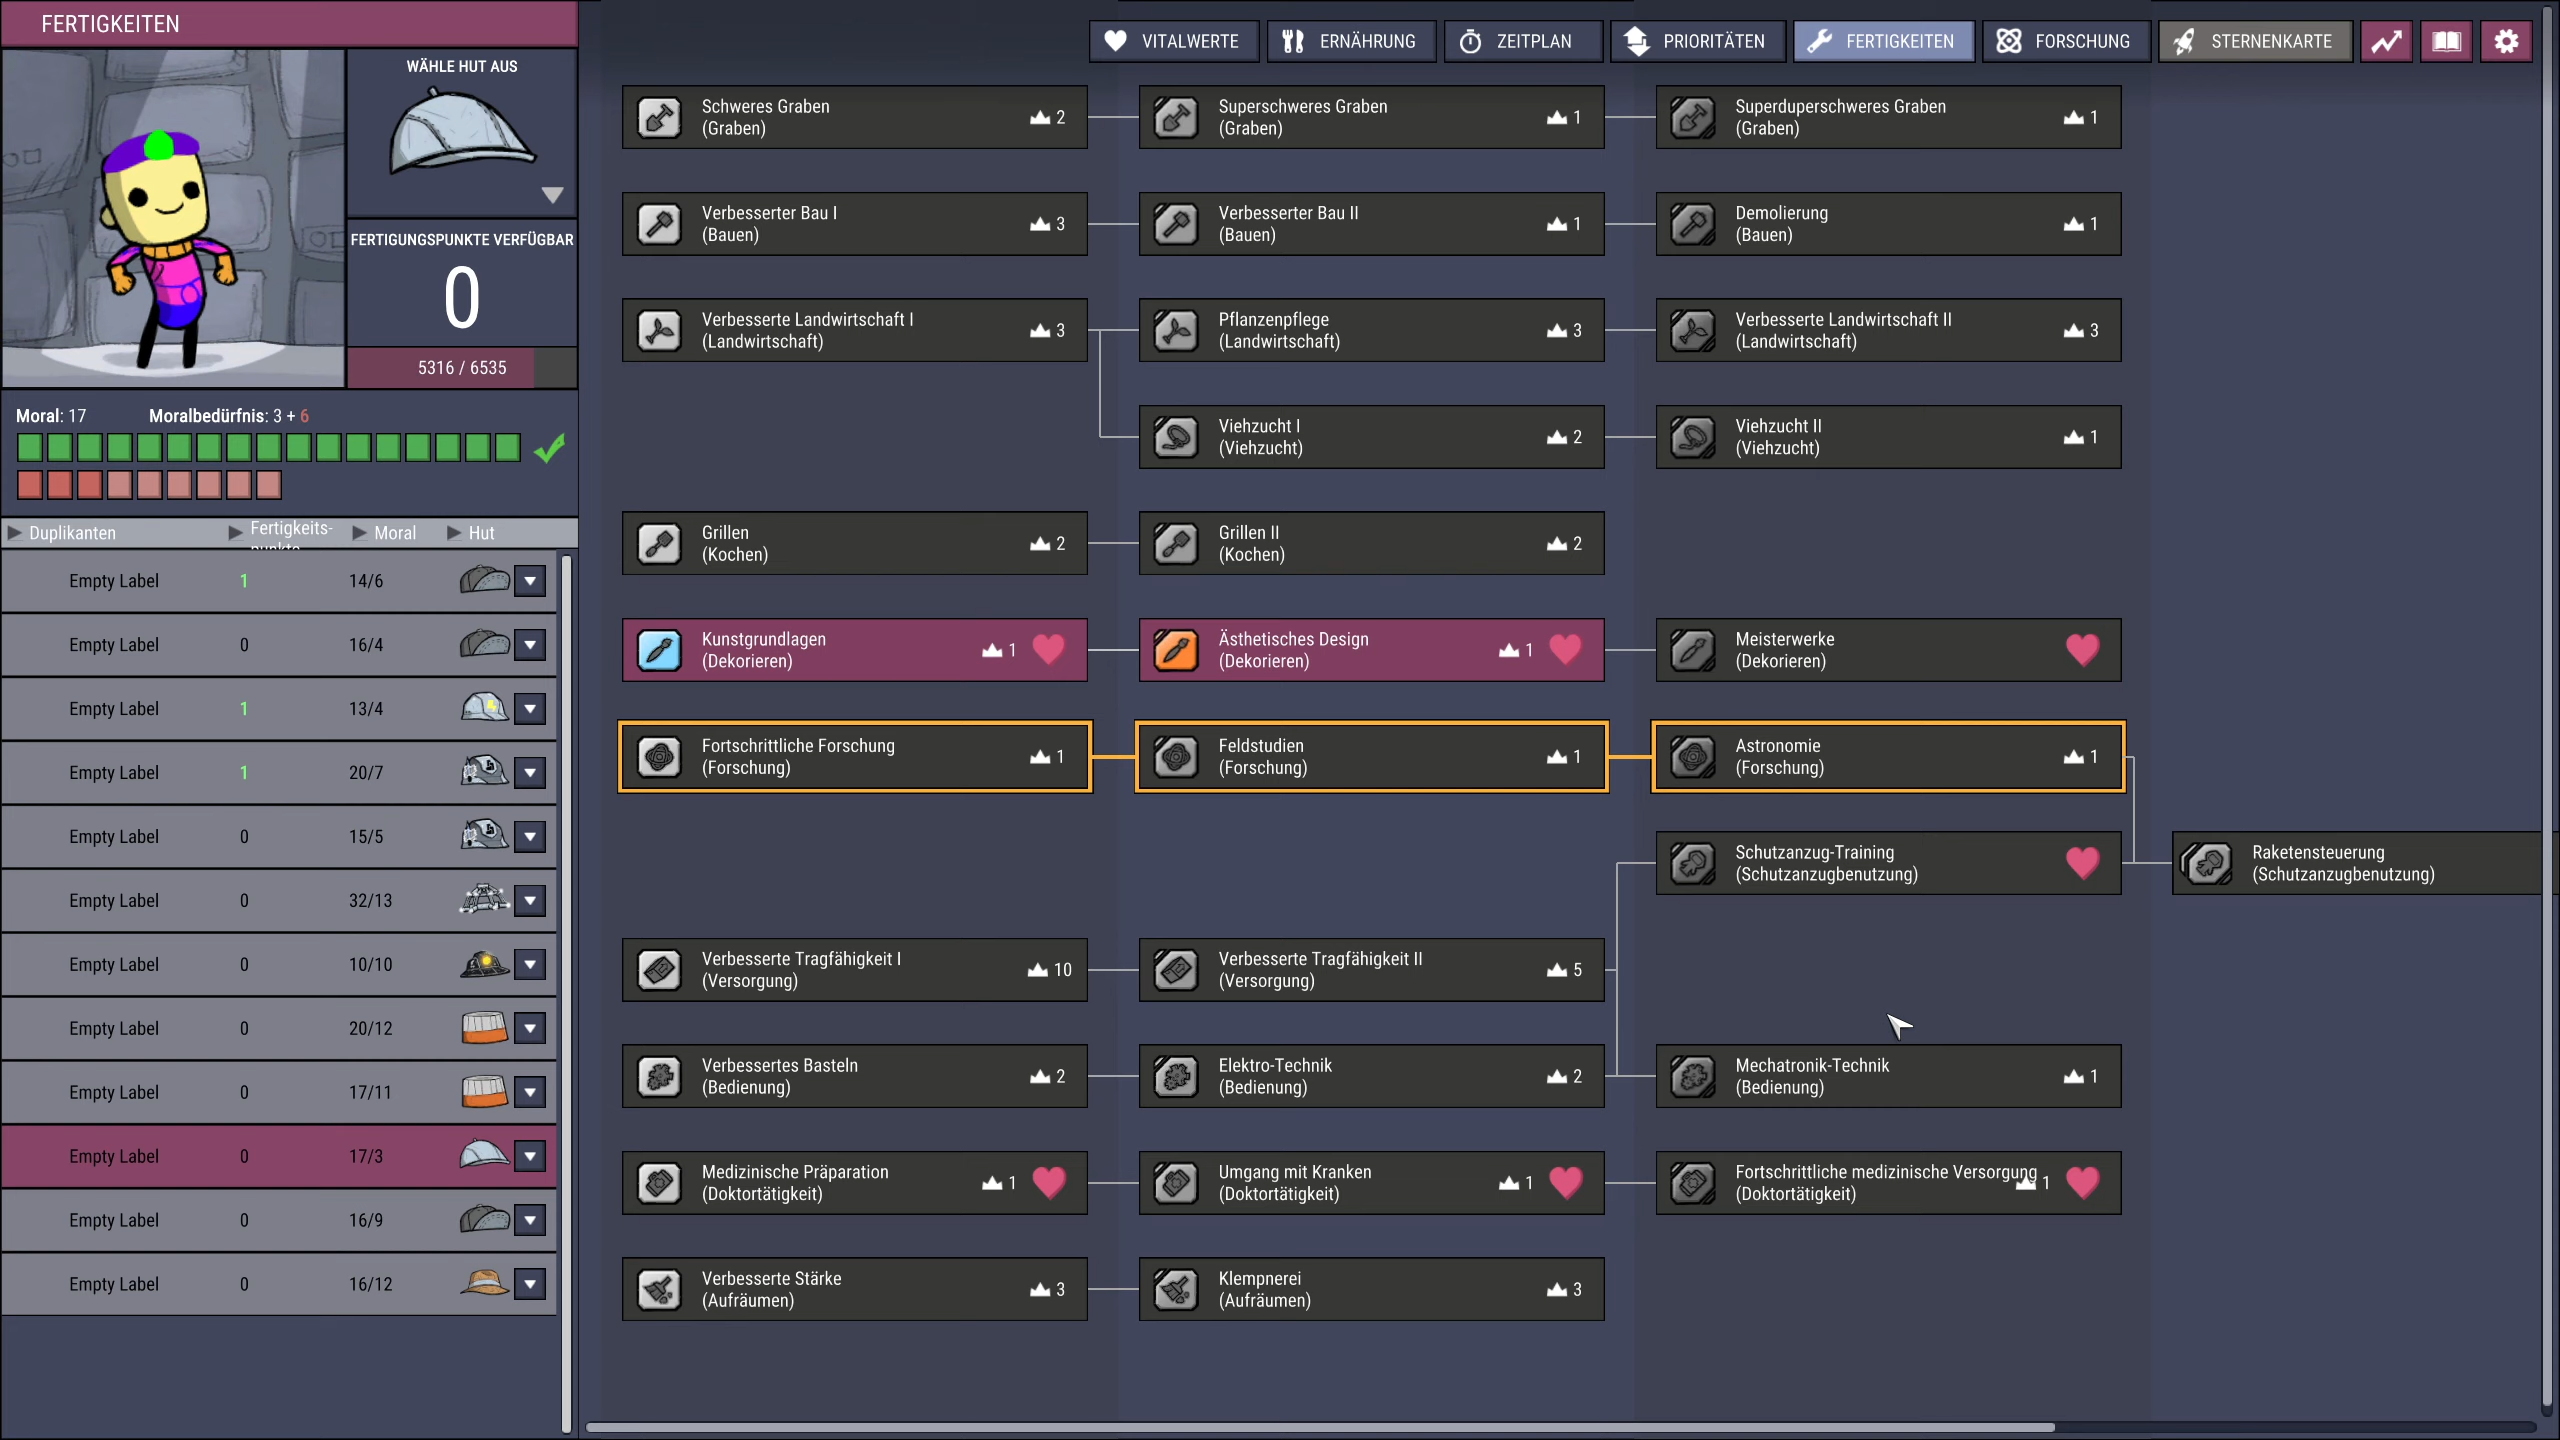 FERTIGKEITEN
VITALWERTE
ERNÄHRUNG
ZEITPLAN
PRIORITÄTEN
FERTIGKEITEN
FORSCHUNG
STERNENKARTE
WÄHLE HUT AUS
FERTIGUNGSPUNKTE VERFÜGBAR
0
5316 / 6535
Moral: 17
Moralbedürfnis: 3 + 6
Duplikanten
Fertigkeits-
Moral
Hut
Empty Label 1 14/6
Empty Label 0 16/4
Empty Label 1 13/4
Empty Label 1 20/7
Empty Label 0 15/5
Empty Label 0 32/13
Empty Label 0 10/10
Empty Label 0 20/12
Empty Label 0 17/11
Empty Label 0 17/3
Empty Label 0 16/9
Empty Label 0 16/12
Schweres Graben
(Graben)
2
Superschweres Graben
(Graben)
1
Superduperschweres Graben
(Graben)
1
Verbesserter Bau I
(Bauen)
3
Verbesserter Bau II
(Bauen)
1
Demolierung
(Bauen)
1
Verbesserte Landwirtschaft I
(Landwirtschaft)
3
Pflanzenpflege
(Landwirtschaft)
3
Verbesserte Landwirtschaft II
(Landwirtschaft)
3
Viehzucht I
(Viehzucht)
2
Viehzucht II
(Viehzucht)
1
Grillen
(Kochen)
2
Grillen II
(Kochen)
2
Kunstgrundlagen
(Dekorieren)
1
Ästhetisches Design
(Dekorieren)
1
Meisterwerke
(Dekorieren)
Fortschrittliche Forschung
(Forschung)
1
Feldstudien
(Forschung)
1
Astronomie
(Forschung)
1
Schutzanzug-Training
(Schutzanzugbenutzung)
Raketensteuerung
(Schutzanzugbenutzung)
Verbesserte Tragfähigkeit I
(Versorgung)
10
Verbesserte Tragfähigkeit II
(Versorgung)
5
Verbessertes Basteln
(Bedienung)
2
Elektro-Technik
(Bedienung)
2
Mechatronik-Technik
(Bedienung)
1
Medizinische Präparation
(Doktortätigkeit)
1
Umgang mit Kranken
(Doktortätigkeit)
1
Fortschrittliche medizinische Versorgung
(Doktortätigkeit)
1
Verbesserte Stärke
(Aufräumen)
3
Klempnerei
(Aufräumen)
3